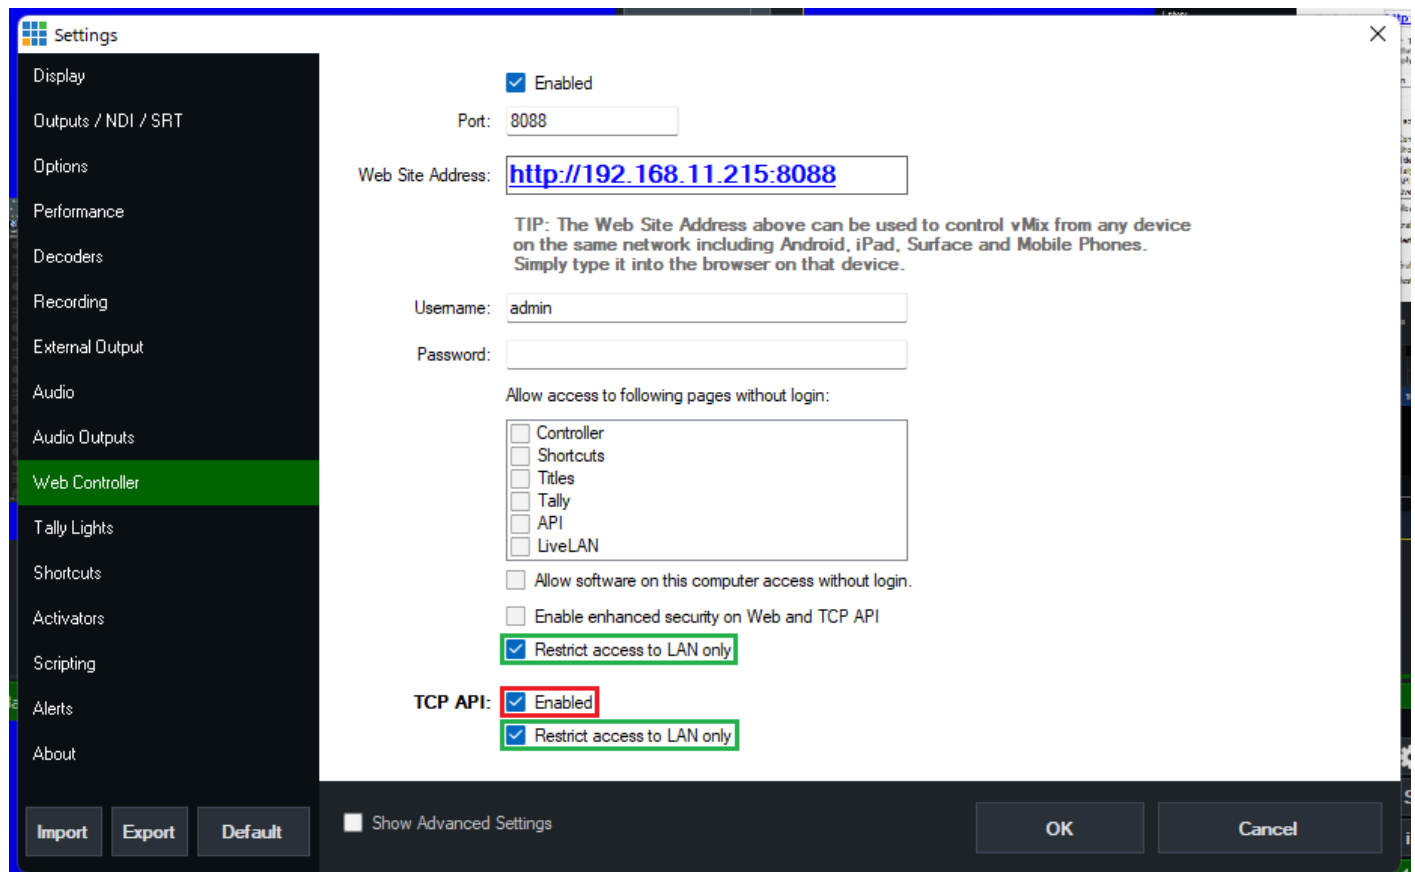 Settings
Display
Outputs / NDI / SRT
Options
Performance
Decoders
Recording
External Output
Audio
Audio Outputs
Web Controller
Tally Lights
Shortcuts
Activators
Scripting
Alerts
About
Import Export Default
Enabled
Port: 8088
Web Site Address: http://192.168.11.215:8088
TIP: The Web Site Address above can be used to control vMix from any device
on the same network including Android, iPad, Surface and Mobile Phones.
Simply type it into the browser on that device.
Username: admin
Password:
Allow access to following pages without login:
Controller
Shortcuts
Titles
Tally
API
LiveLAN
Allow software on this computer access without login.
Enable enhanced security on Web and TCP API
Restrict access to LAN only
TCP API: Enabled
Restrict access to LAN only
Show Advanced Settings
OK Cancel